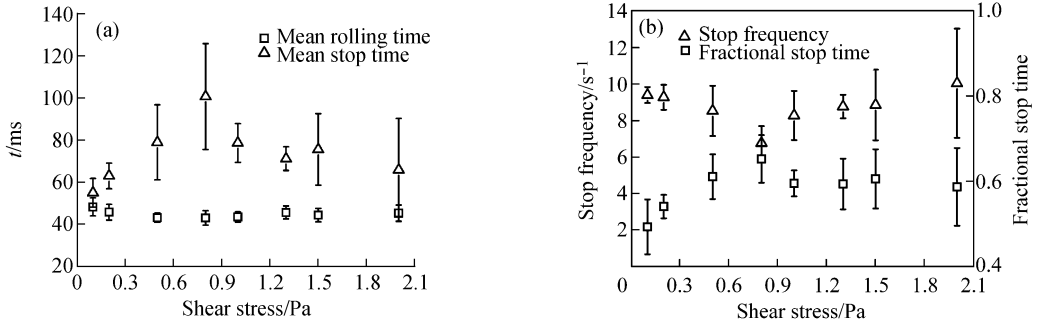 (a)
Mean rolling time
Mean stop time
140
120
100
80
60
40
20
t/ms
0 0.3 0.6 0.9 1.2 1.5 1.8 2.1
Shear stress/Pa
(b)
Stop frequency
Fractional stop time
14
12
10
8
6
4
2
Stop frequency/s⁻¹
1.0
0.8
0.6
0.4
Fractional stop time
0 0.3 0.6 0.9 1.2 1.5 1.8 2.1
Shear stress/Pa